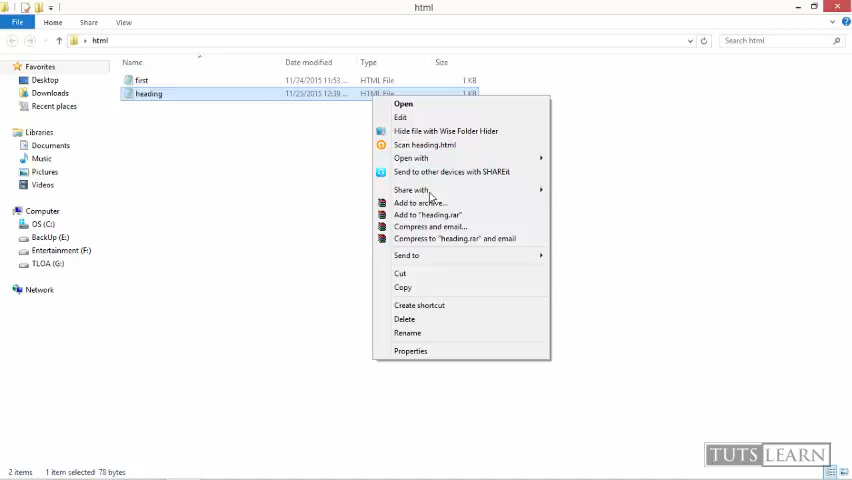 html
File Home Share View
html Search html
Name Date modified Type Size
Favorites
Desktop
Downloads
Recent places
Libraries
Documents
Music
Pictures
Videos
Computer
OS (C:)
BackUp (E:)
Entertainment (F:)
TLOA (G:)
Network
first 11/24/2015 11:53 ... HTML File 1 KB
heading 11/25/2015 12:39 ... HTML File 1 KB
Open
Edit
Hide file with Wise Folder Hider
Scan heading.html
Open with
Send to other devices with SHAREit
Share with
Add to archive...
Add to "heading.rar"
Compress and email...
Compress to "heading.rar" and email
Send to
Cut
Copy
Create shortcut
Delete
Rename
Properties
2 items 1 item selected 78 bytes
TUTSLEARN